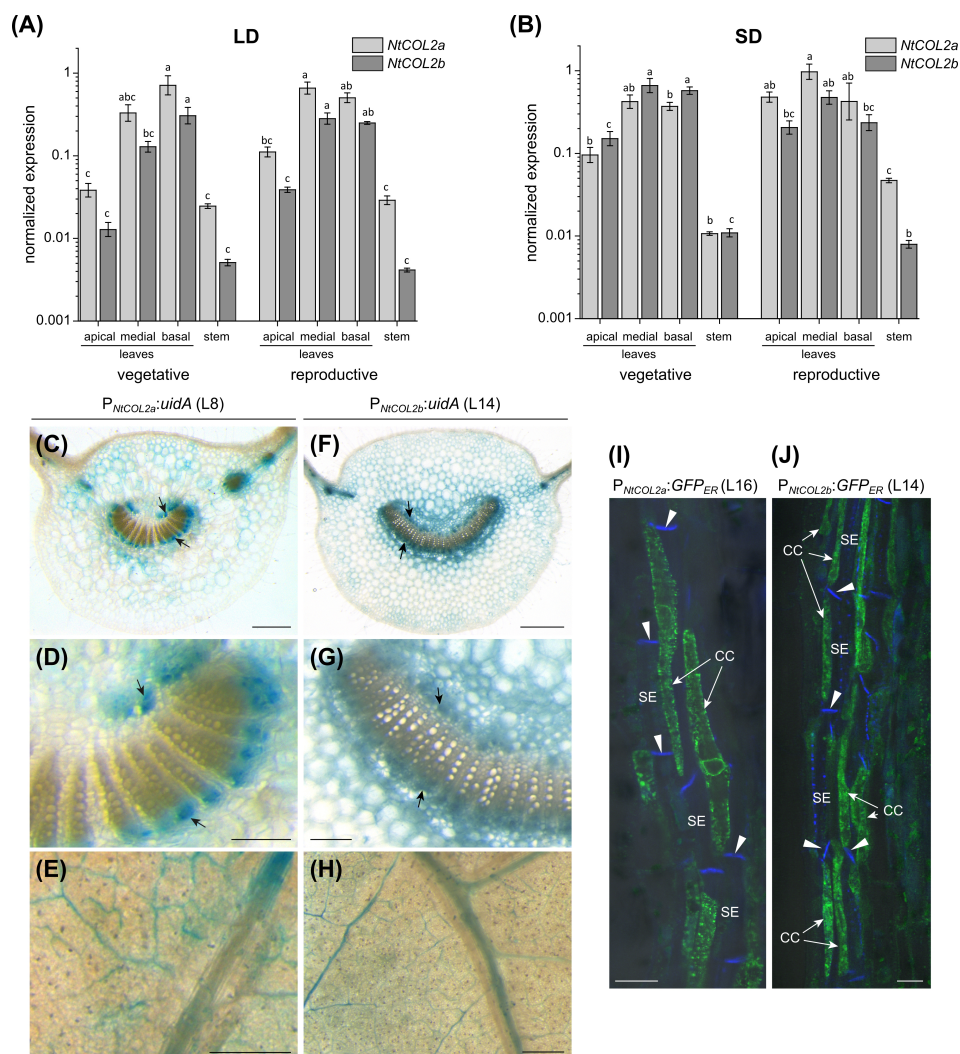 (A)
LD
NtCOL2a
NtCOL2b
normalized expression
1
0.1
0.01
0.001
c
c
abc
bc
a
a
c
c
bc
c
a
a
ab
ab
c
c
apical medial basal stem
leaves
vegetative
apical medial basal stem
leaves
reproductive
(B)
SD
NtCOL2a
NtCOL2b
normalized expression
1
0.1
0.01
0.001
b
c
ab
a
b
a
b
c
ab
bc
a
a
ab
bc
c
b
apical medial basal stem
leaves
vegetative
apical medial basal stem
leaves
reproductive
PNtCOL2a:uidA (L8)
PNtCOL2b:uidA (L14)
(C)
(F)
(D)
(G)
(E)
(H)
(I)
PNtCOL2a:GFPER (L16)
CC
SE
SE
SE
(J)
PNtCOL2b:GFPER (L14)
CC
SE
SE
SE
CC
CC